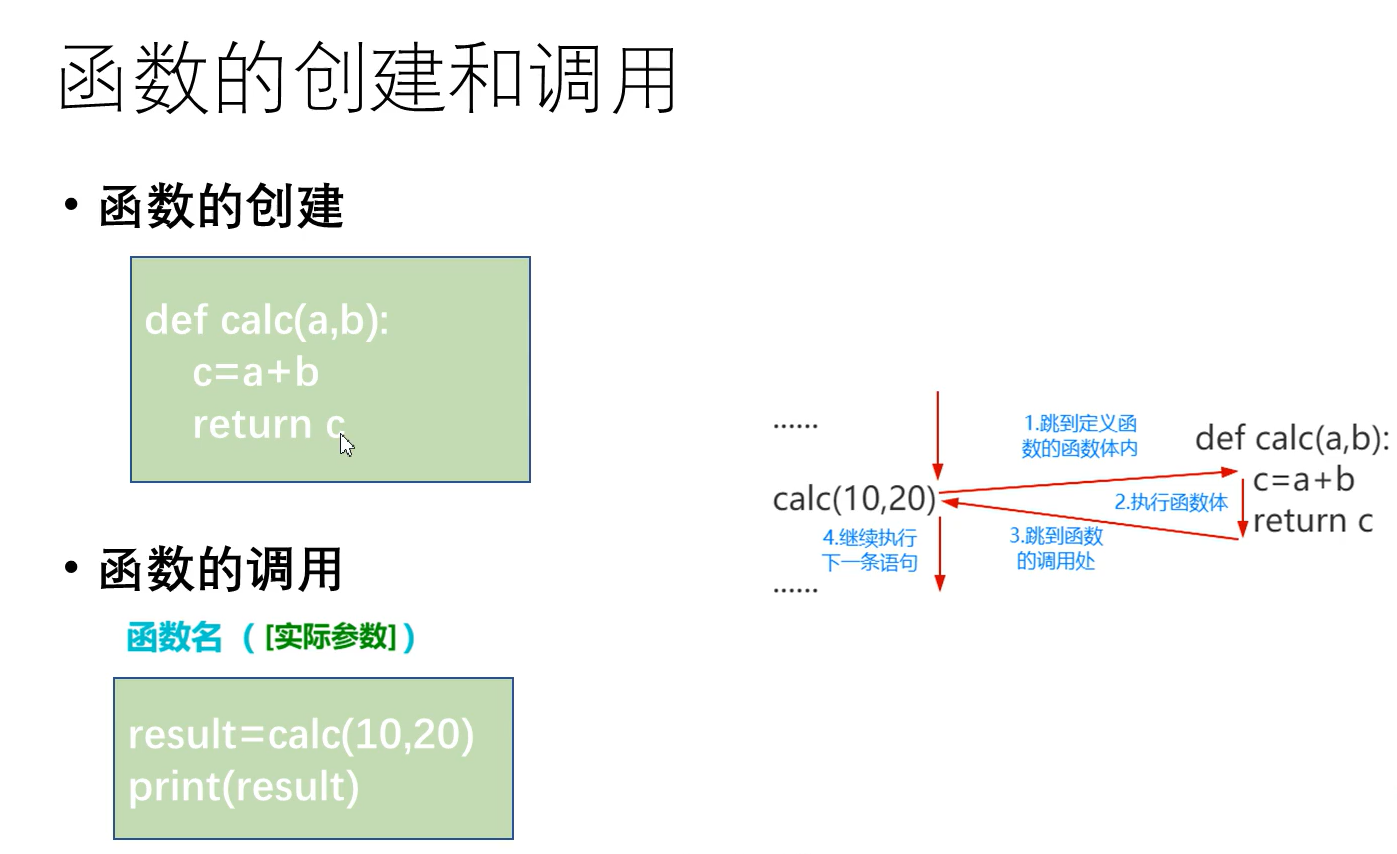 函数的创建和调用
• 函数的创建
def calc(a,b):
    c=a+b
    return c
• 函数的调用
函数名（[实际参数]）
result=calc(10,20)
print(result)
......
calc(10,20)
......
1.跳到定义函
数的函数体内
2.执行函数体
3.跳到函数
的调用处
4.继续执行
下一条语句
def calc(a,b):
c=a+b
return c